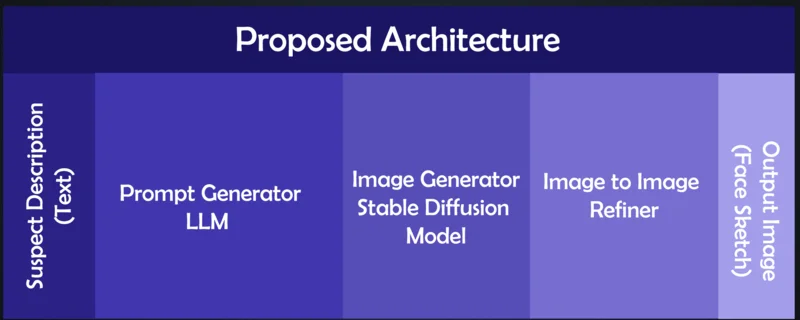 Proposed Architecture
Suspect Description
(Text)
Prompt Generator
LLM
Image Generator
Stable Diffusion
Model
Image to Image
Refiner
Output Image
(Face Sketch)